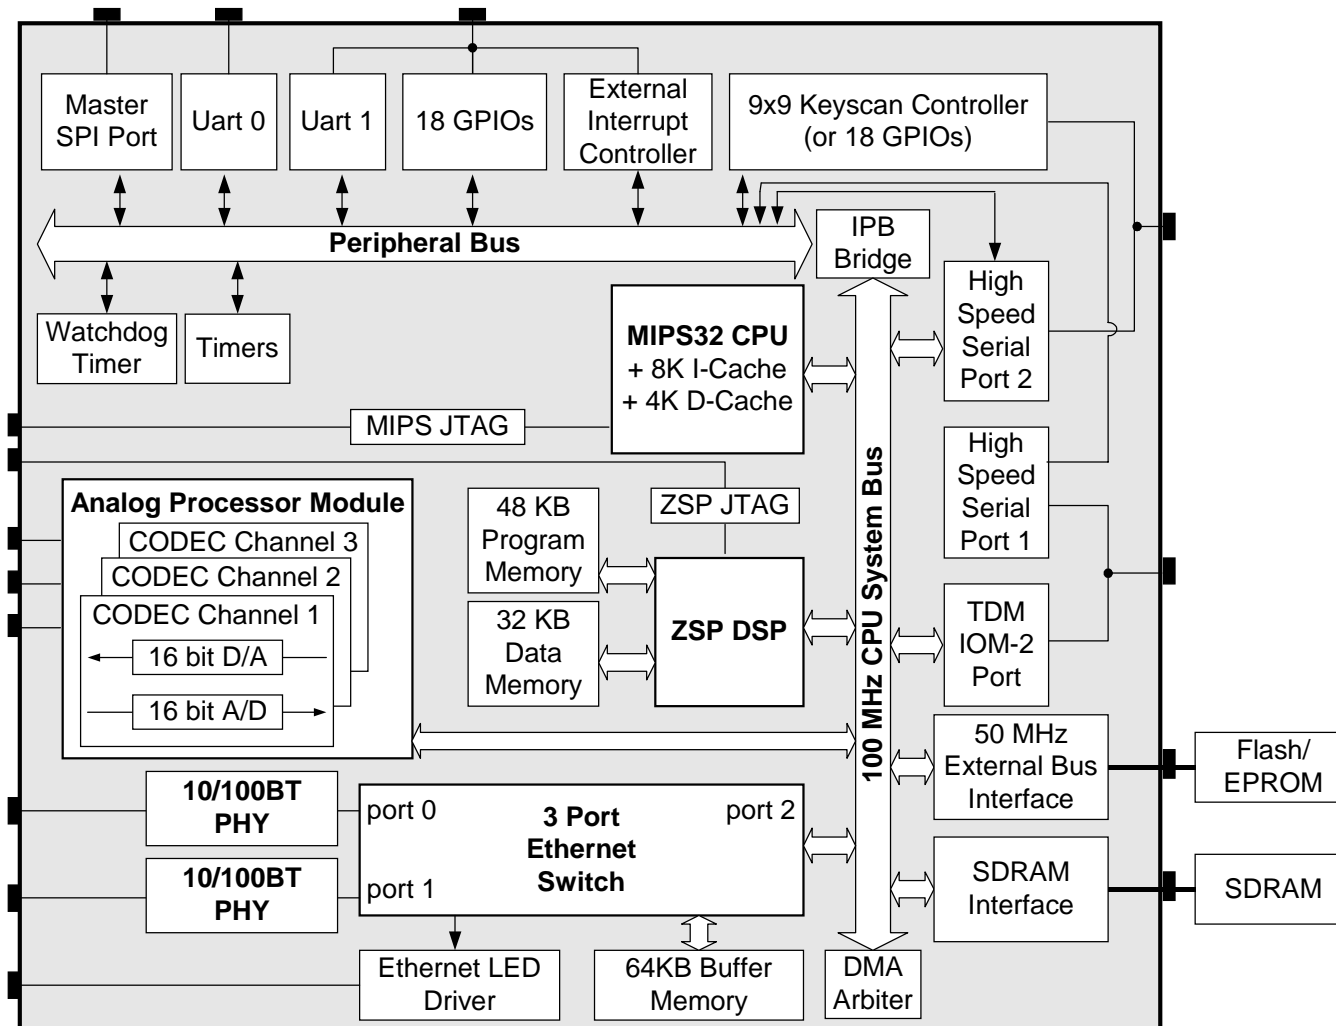 Master
SPI Port
Uart 0
Uart 1
18 GPIOs
External
Interrupt
Controller
9x9 Keyscan Controller
(or 18 GPIOs)
Peripheral Bus
IPB
Bridge
Watchdog
Timer
Timers
MIPS32 CPU
+ 8K I-Cache
+ 4K D-Cache
High
Speed
Serial
Port 2
MIPS JTAG
High
Speed
Serial
Port 1
ZSP JTAG
Analog Processor Module
CODEC Channel 3
CODEC Channel 2
CODEC Channel 1
16 bit D/A
16 bit A/D
48 KB
Program
Memory
32 KB
Data
Memory
ZSP DSP
100 MHz CPU System Bus
TDM
IOM-2
Port
50 MHz
External Bus
Interface
Flash/
EPROM
10/100BT
PHY
10/100BT
PHY
port 0
port 1
port 2
3 Port
Ethernet
Switch
SDRAM
Interface
SDRAM
Ethernet LED
Driver
64KB Buffer
Memory
DMA
Arbiter